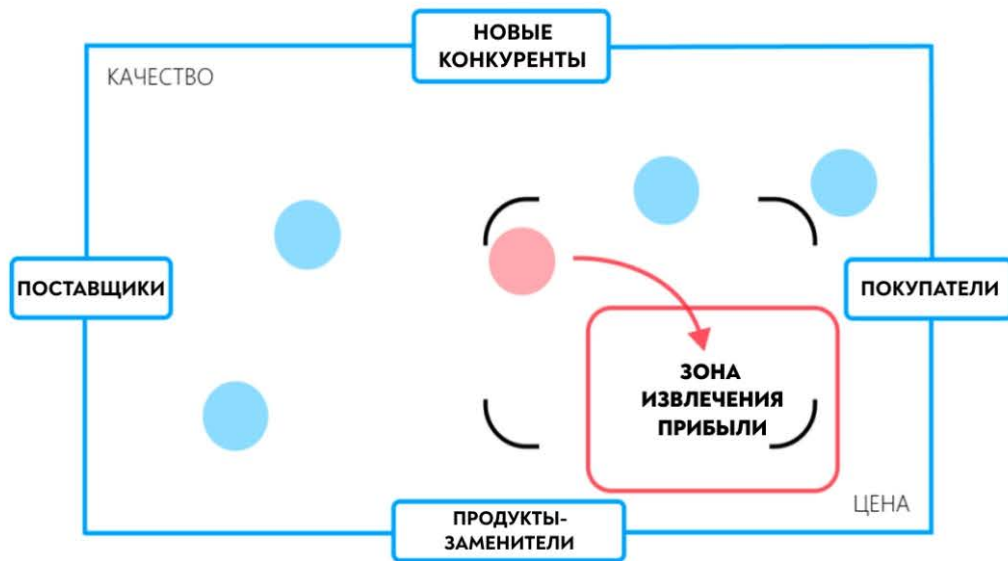 НОВЫЕ
КОНКУРЕНТЫ
КАЧЕСТВО
ПОСТАВЩИКИ
ПОКУПАТЕЛИ
ЗОНА
ИЗВЛЕЧЕНИЯ
ПРИБЫЛИ
ЦЕНА
ПРОДУКТЫ-
ЗАМЕНИТЕЛИ